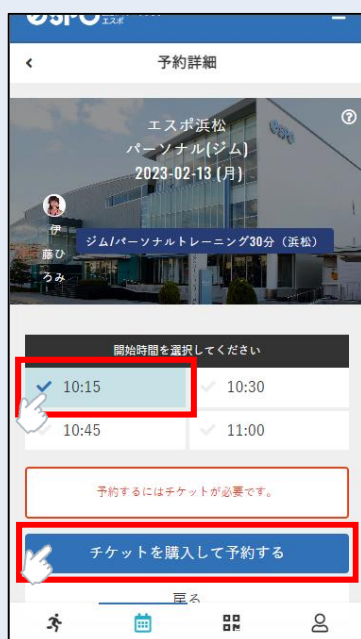 エスポ
予約詳細
エスポ浜松
パーソナル(ジム)
2023-02-13 (月)
伊
藤ひ
ろみ
ジム/パーソナルトレーニング30分（浜松）
開始時間を選択してください
10:15
10:30
10:45
11:00
予約するにはチケットが必要です。
チケットを購入して予約する
戻る